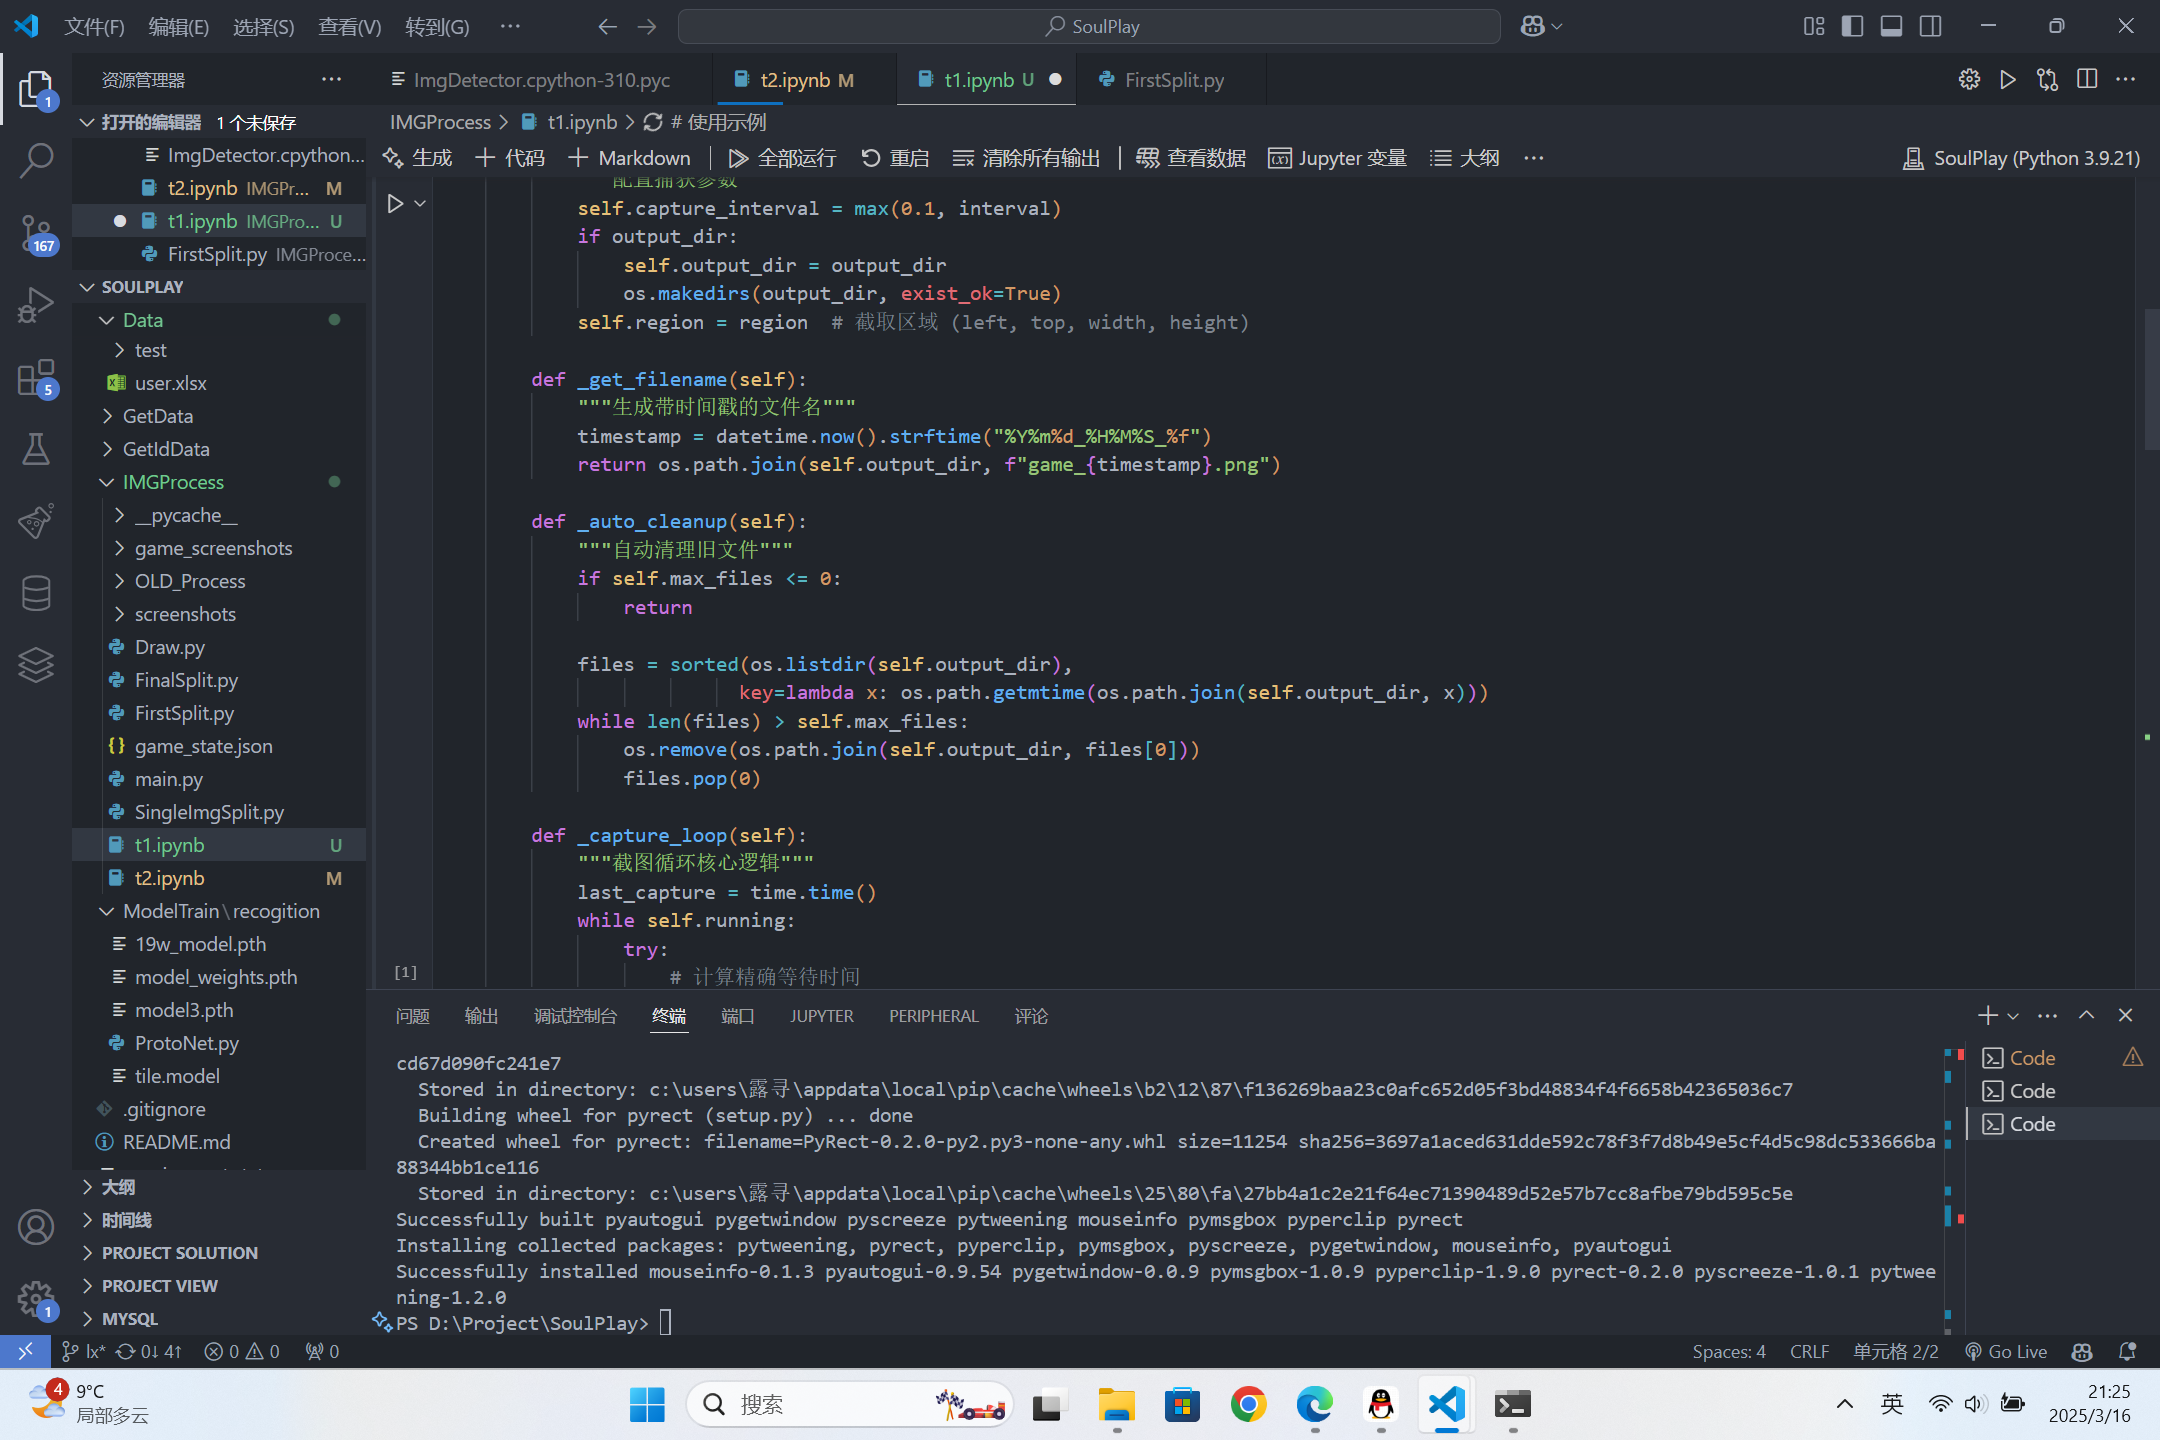 文件(F) 编辑(E) 选择(S) 查看(V) 转到(G) ··· SoulPlay
资源管理器 ···
ImgDetector.cpython-310.pyc t2.ipynb M t1.ipynb U FirstSplit.py
打开的编辑器 1 个未保存
ImgDetector.cpython...
t2.ipynb IMGPr... M
t1.ipynb IMGPro... U
FirstSplit.py IMGProce...
SOULPLAY
Data
test
user.xlsx
GetData
GetIdData
IMGProcess
__pycache__
game_screenshots
OLD_Process
screenshots
Draw.py
FinalSplit.py
FirstSplit.py
game_state.json
main.py
SingleImgSplit.py
t1.ipynb U
t2.ipynb M
ModelTrain\recogition
19w_model.pth
model_weights.pth
model3.pth
ProtoNet.py
tile.model
.gitignore
README.md
大纲
时间线
PROJECT SOLUTION
PROJECT VIEW
MYSQL
1
167
5
1
IMGProcess > t1.ipynb > # 使用示例
生成 + 代码 + Markdown | 全部运行 重启 清除所有输出 | 查看数据 Jupyter 变量 大纲 ··· SoulPlay (Python 3.9.21)
配置捕获参数
self.capture_interval = max(0.1, interval)
if output_dir:
self.output_dir = output_dir
os.makedirs(output_dir, exist_ok=True)
self.region = region  # 截取区域 (left, top, width, height)
def _get_filename(self):
"""生成带时间戳的文件名"""
timestamp = datetime.now().strftime("%Y%m%d_%H%M%S_%f")
return os.path.join(self.output_dir, f"game_{timestamp}.png")
def _auto_cleanup(self):
"""自动清理旧文件"""
if self.max_files <= 0:
return
files = sorted(os.listdir(self.output_dir),
key=lambda x: os.path.getmtime(os.path.join(self.output_dir, x)))
while len(files) > self.max_files:
os.remove(os.path.join(self.output_dir, files[0]))
files.pop(0)
def _capture_loop(self):
"""截图循环核心逻辑"""
last_capture = time.time()
while self.running:
try:
# 计算精确等待时间
[1]
问题 输出 调试控制台 终端 端口 JUPYTER PERIPHERAL 评论
cd67d090fc241e7
Stored in directory: c:\users\露寻\appdata\local\pip\cache\wheels\b2\12\87\f136269baa23c0afc652d05f3bd48834f4f6658b42365036c7
Building wheel for pyrect (setup.py) ... done
Created wheel for pyrect: filename=PyRect-0.2.0-py2.py3-none-any.whl size=11254 sha256=3697a1aced631dde592c78f3f7d8b49e5cf4d5c98dc533666ba
88344bb1ce116
Stored in directory: c:\users\露寻\appdata\local\pip\cache\wheels\25\80\fa\27bb4a1c2e21f64ec71390489d52e57b7cc8afbe79bd595c5e
Successfully built pyautogui pygetwindow pyscreeze pytweening mouseinfo pymsgbox pyperclip pyrect
Installing collected packages: pytweening, pyrect, pyperclip, pymsgbox, pyscreeze, pygetwindow, mouseinfo, pyautogui
Successfully installed mouseinfo-0.1.3 pyautogui-0.9.54 pygetwindow-0.0.9 pymsgbox-1.0.9 pyperclip-1.9.0 pyrect-0.2.0 pyscreeze-1.0.1 pytwee
ning-1.2.0
PS D:\Project\SoulPlay>
Code
Code
Code
lx* 0↓ 4↑ 0 0 0 Spaces: 4 CRLF 单元格 2/2 Go Live
4
9°C
局部多云
搜索
英
21:25
2025/3/16